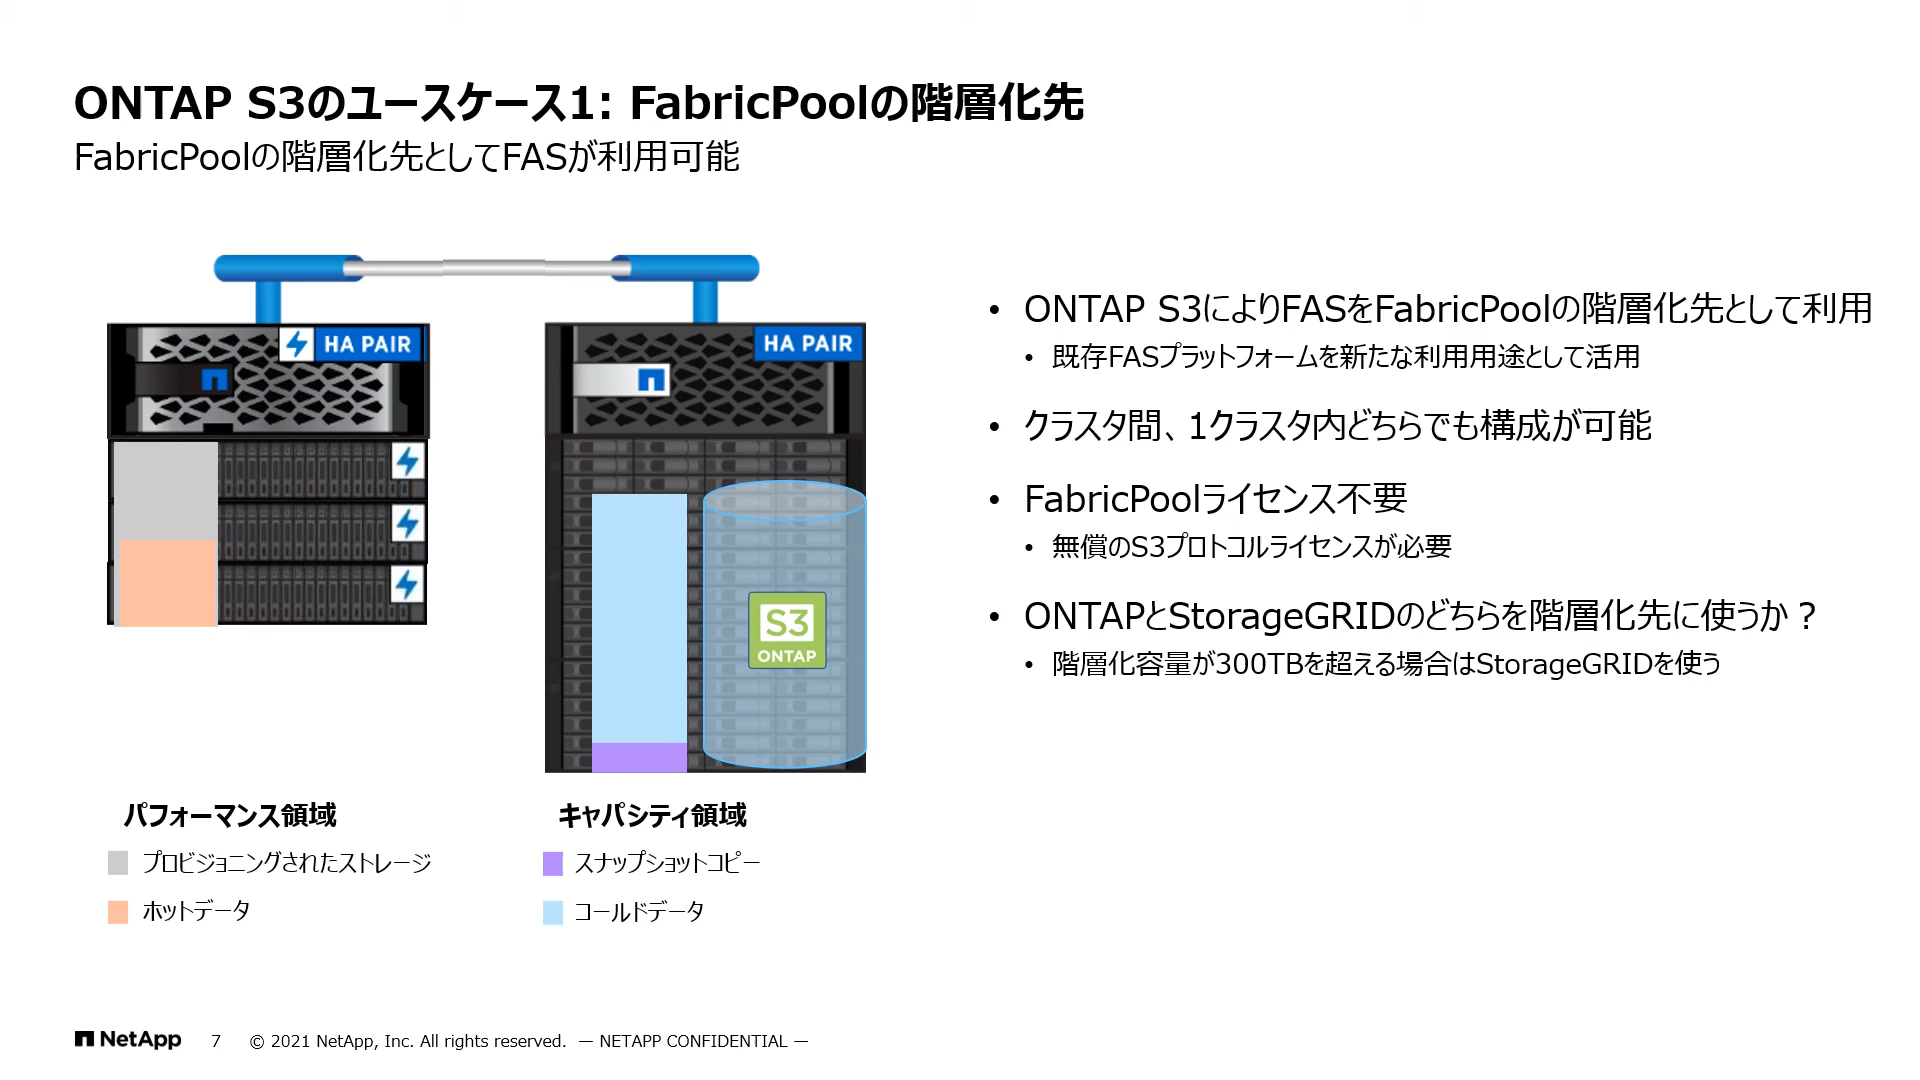 ONTAP S3のユースケース1: FabricPoolの階層化先
FabricPoolの階層化先としてFASが利用可能
HA PAIR
HA PAIR
S3
ONTAP
パフォーマンス領域
プロビジョニングされたストレージ
ホットデータ
キャパシティ領域
スナップショットコピー
コールドデータ
• ONTAP S3によりFASをFabricPoolの階層化先として利用
• 既存FASプラットフォームを新たな利用用途として活用
• クラスタ間、1クラスタ内どちらでも構成が可能
• FabricPoolライセンス不要
• 無償のS3プロトコルライセンスが必要
• ONTAPとStorageGRIDのどちらを階層化先に使うか？
• 階層化容量が300TBを超える場合はStorageGRIDを使う
NetApp 7 © 2021 NetApp, Inc. All rights reserved. — NETAPP CONFIDENTIAL —